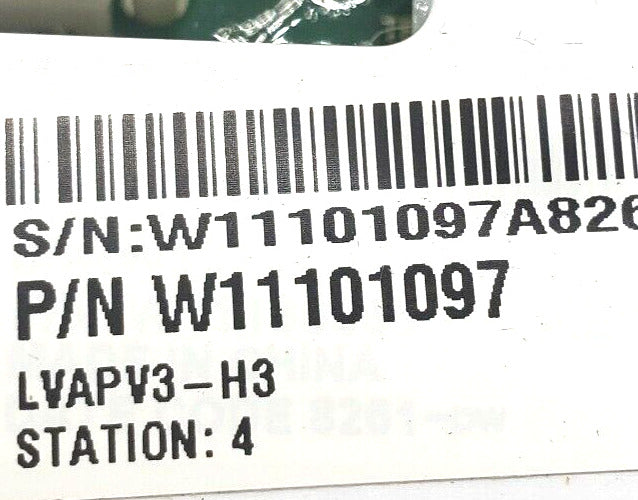 S/N:W11101097A826
P/N W11101097
LVAPV3-H3
STATION: 4